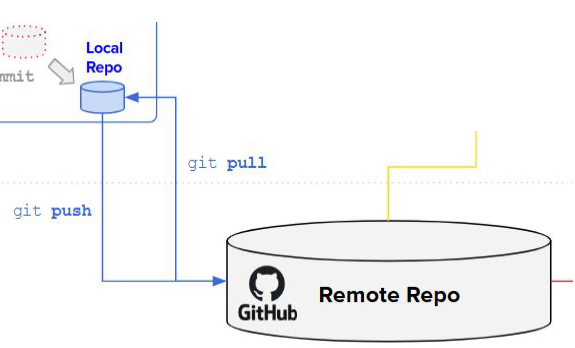 Local
Repo
mmit
git pull
git push
Remote Repo
GitHub